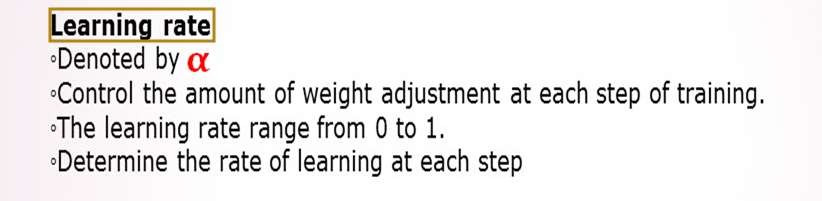 Learning rate
◦Denoted by α
◦Control the amount of weight adjustment at each step of training.
◦The learning rate range from 0 to 1.
◦Determine the rate of learning at each step